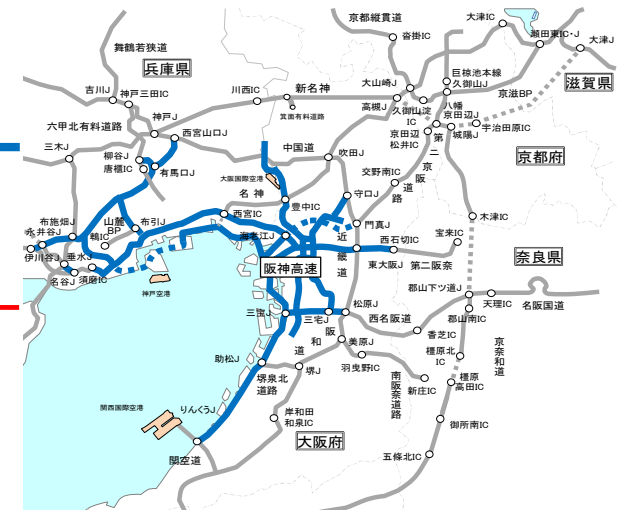 京都縦貫道
大津IC
沓掛IC
瀬田東IC・J
大津J
舞鶴若狭道
兵庫県
巨椋池本線
久御山J
滋賀県
吉川J
神戸三田IC
川西IC
新名神
大山崎J
京滋BP
高槻J
久御山淀
IC
八幡
京田辺J
箕面有料道路
六甲北有料道路
神戸J
西宮山口J
宇治田原IC
城陽J
京田辺
松井IC
第二京阪道路
三木J
柳谷J
唐櫃IC
有馬口J
中国道
吹田J
京都府
大阪国際空港
交野南IC
名神
守口J
豊中IC
布施畑J
山麓
BP
布引J
西宮IC
門真J
木津IC
永井谷J
鶉IC
海老江J
近畿道
西石切IC
宝来IC
伊川谷J
垂水J
阪神高速
東大阪J
第二阪奈
奈良県
名谷J
須磨IC
神戸空港
郡山下ツ道J
天理IC
名阪国道
松原J
三宝J
三宅J
西名阪道
郡山南IC
香芝IC
阪和道
美原J
京奈和道
助松J
橿原北
IC
羽曳野IC
堺泉北
道路
堺J
南阪奈道路
新庄IC
橿原
高田IC
関西国際空港
りんくうJ
岸和田
和泉IC
御所南IC
大阪府
関空道
五條北IC